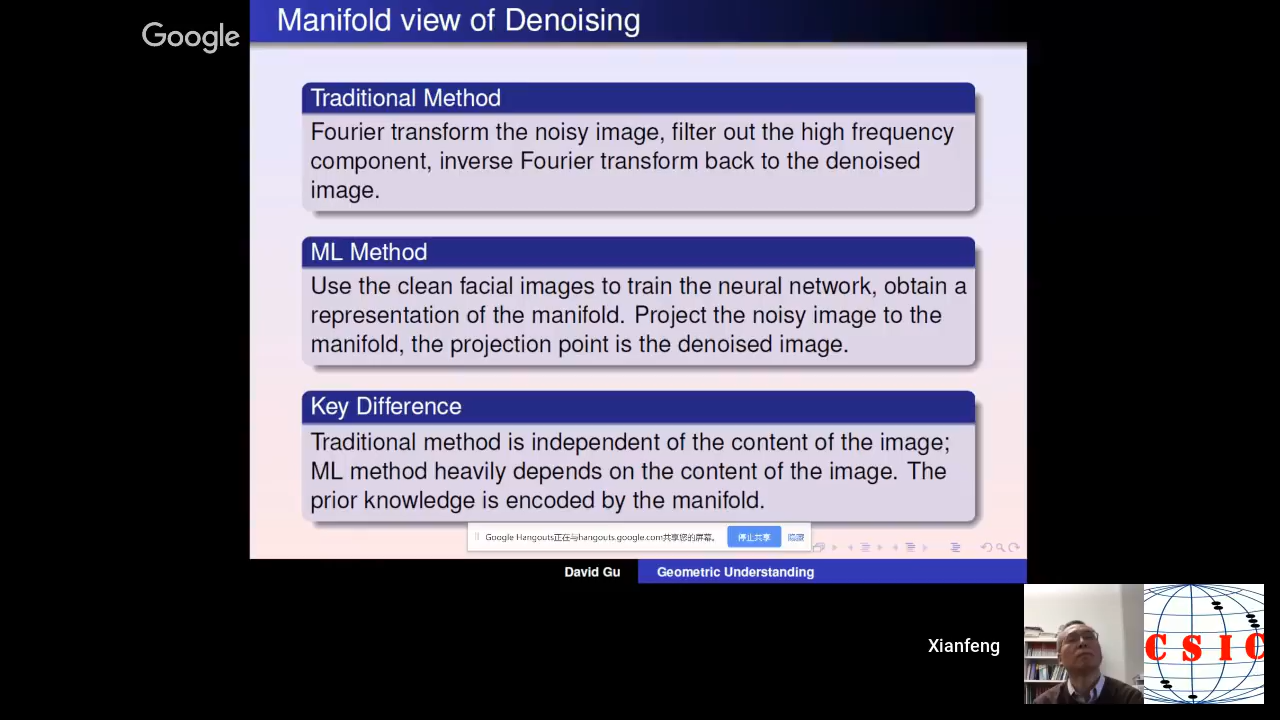 Manifold view of Denoising
Google
Traditional Method
Fourier transform the noisy image, filter out the high frequency
component, inverse Fourier transform back to the denoised
image.
ML Method
Use the clean facial images to train the neural network, obtain a
representation of the manifold. Project the noisy image to the
manifold, the projection point is the denoised image.
Key Difference
Traditional method is independent of the content of the image;
ML method heavily depends on the content of the image. The
prior knowledge is encoded by the manifold.
Google Hangouts正在与hangouts.google.com共享您的屏幕。 停止共享 隐藏
David Gu Geometric Understanding
Xianfeng
CSIC